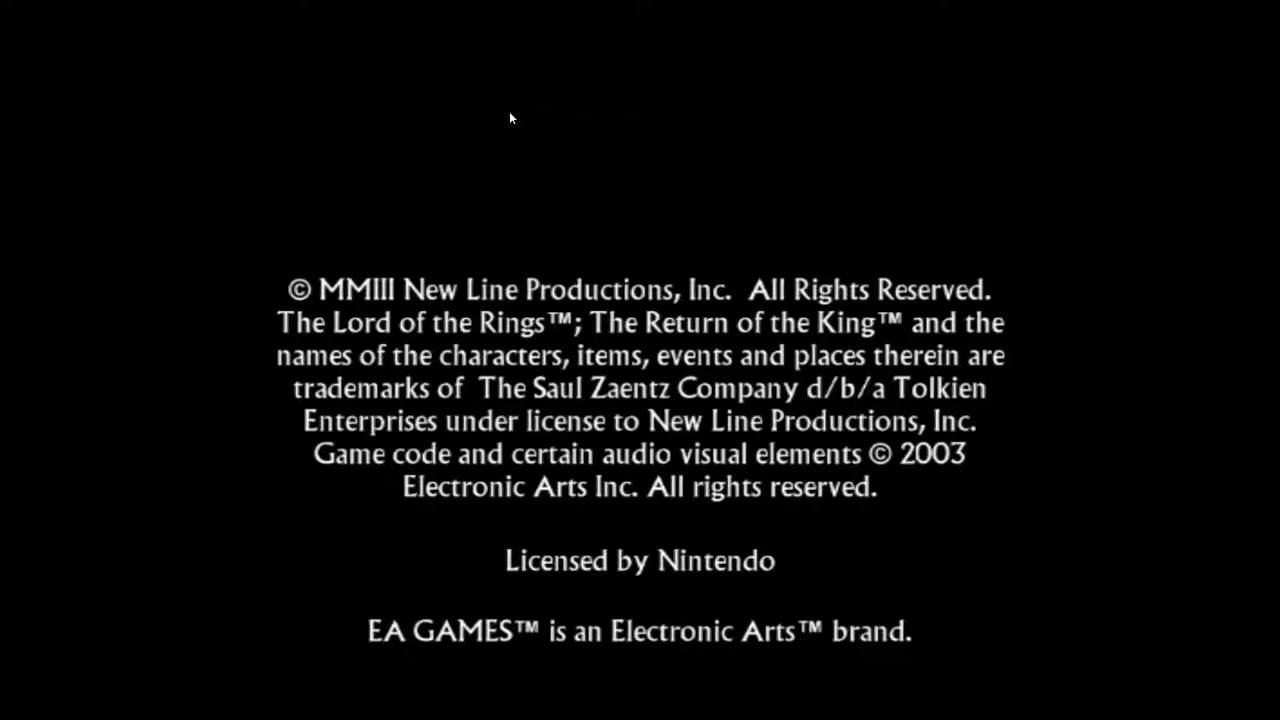 © MMIII New Line Productions, Inc.  All Rights Reserved.
The Lord of the Rings™; The Return of the King™ and the
names of the characters, items, events and places therein are
trademarks of  The Saul Zaentz Company d/b/a Tolkien
Enterprises under license to New Line Productions, Inc.
Game code and certain audio visual elements © 2003
Electronic Arts Inc. All rights reserved.
Licensed by Nintendo
EA GAMES™ is an Electronic Arts™ brand.